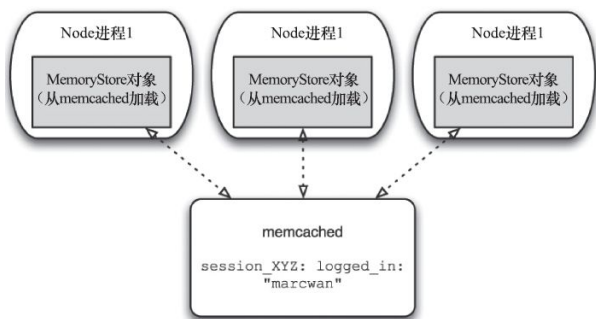 Node进程1
MemoryStore对象
（从memcached加载）
Node进程1
MemoryStore对象
（从memcached加载）
Node进程1
MemoryStore对象
（从memcached加载）
memcached
session_XYZ: logged_in:
"marcwan"